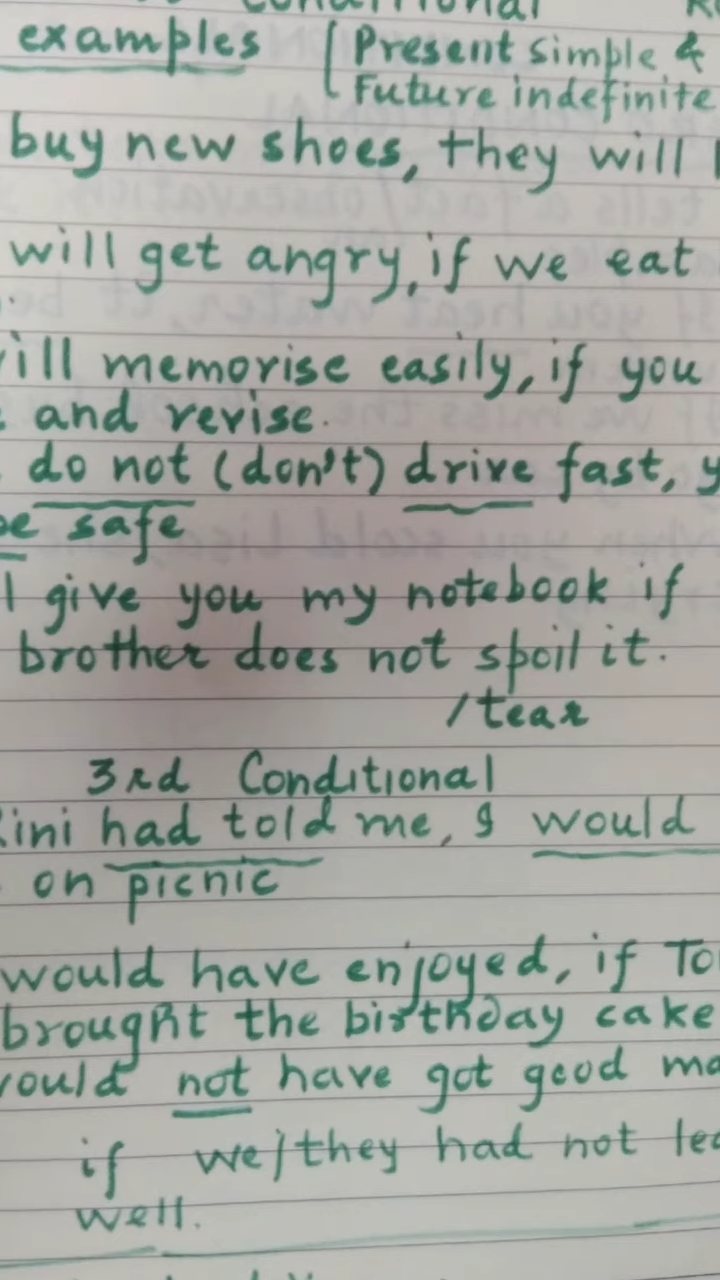 Conditional
examples [Present simple &
Future indefinite
buy new shoes, they will
will get angry, if we eat
will memorise easily, if you
and revise.
do not (don't) drive fast,
be safe
give you my notebook if
brother does not spoil it.
/tear
3rd Conditional
had told me, I would
on picnic
would have enjoyed, if
brought the birthday cake
would not have got good
if we/they had not
well.